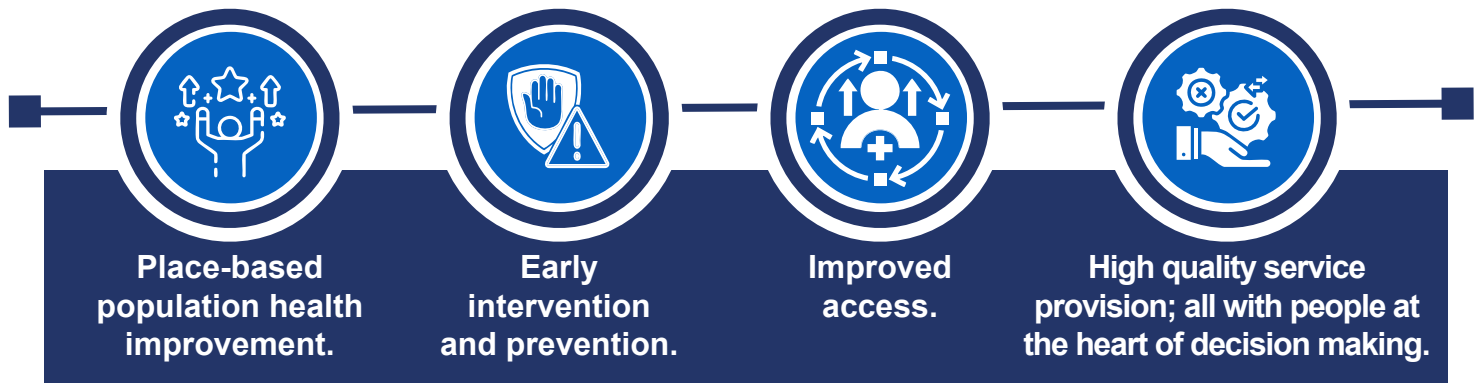 Place-based
population health
improvement.
Early
intervention
and prevention.
Improved
access.
High quality service
provision; all with people at
the heart of decision making.